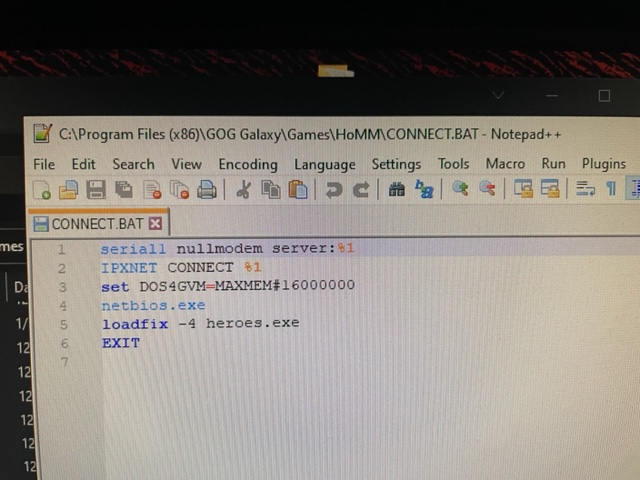 C:\Program Files (x86)\GOG Galaxy\Games\HoMM\CONNECT.BAT - Notepad++
File Edit Search View Encoding Language Settings Tools Macro Run Plugins
CONNECT.BAT
1 seriall nullmodem server:%1
2 IPXNET CONNECT %1
3 set DOS4GVM=MAXMEM#16000000
4 netbios.exe
5 loadfix -4 heroes.exe
6 EXIT
7
mes
Da
1/
12
12
12
12
12
12